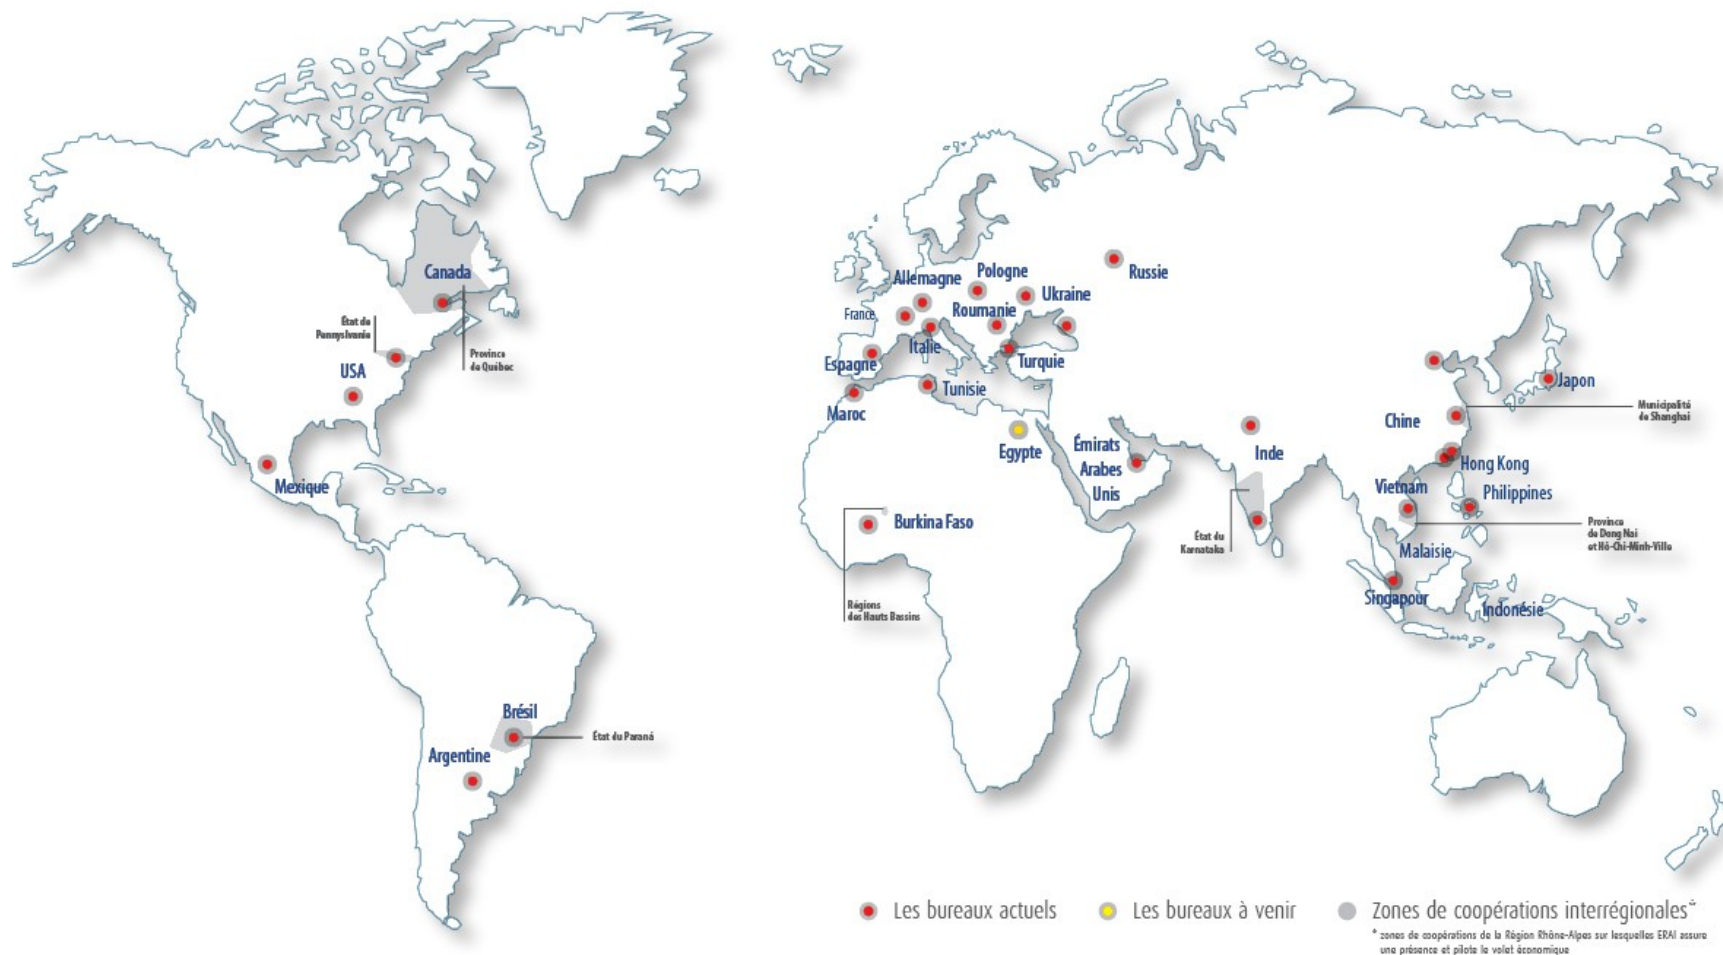 Canada
État de
Pennyslvanie
Province
de Québec
USA
Mexique
Brésil
État du Paraná
Argentine
Allemagne
Pologne
Russie
Ukraine
France
Roumanie
Italie
Espagne
Turquie
Tunisie
Maroc
Egypte
Émirats
Arabes
Unis
Burkina Faso
Régions
des Hauts Bassins
Inde
État du
Karnataka
Japon
Municipalité
de Shanghai
Chine
Hong Kong
Vietnam
Philippines
Province
de Dong Nai
et Hô-Chi-Minh-Ville
Malaisie
Singapour
Indonésie
Les bureaux actuels
Les bureaux à venir
Zones de coopérations interrégionales*
* zones de coopérations de la Région Rhône-Alpes sur lesquelles ERAI assure
une présence et pilote le volet économique